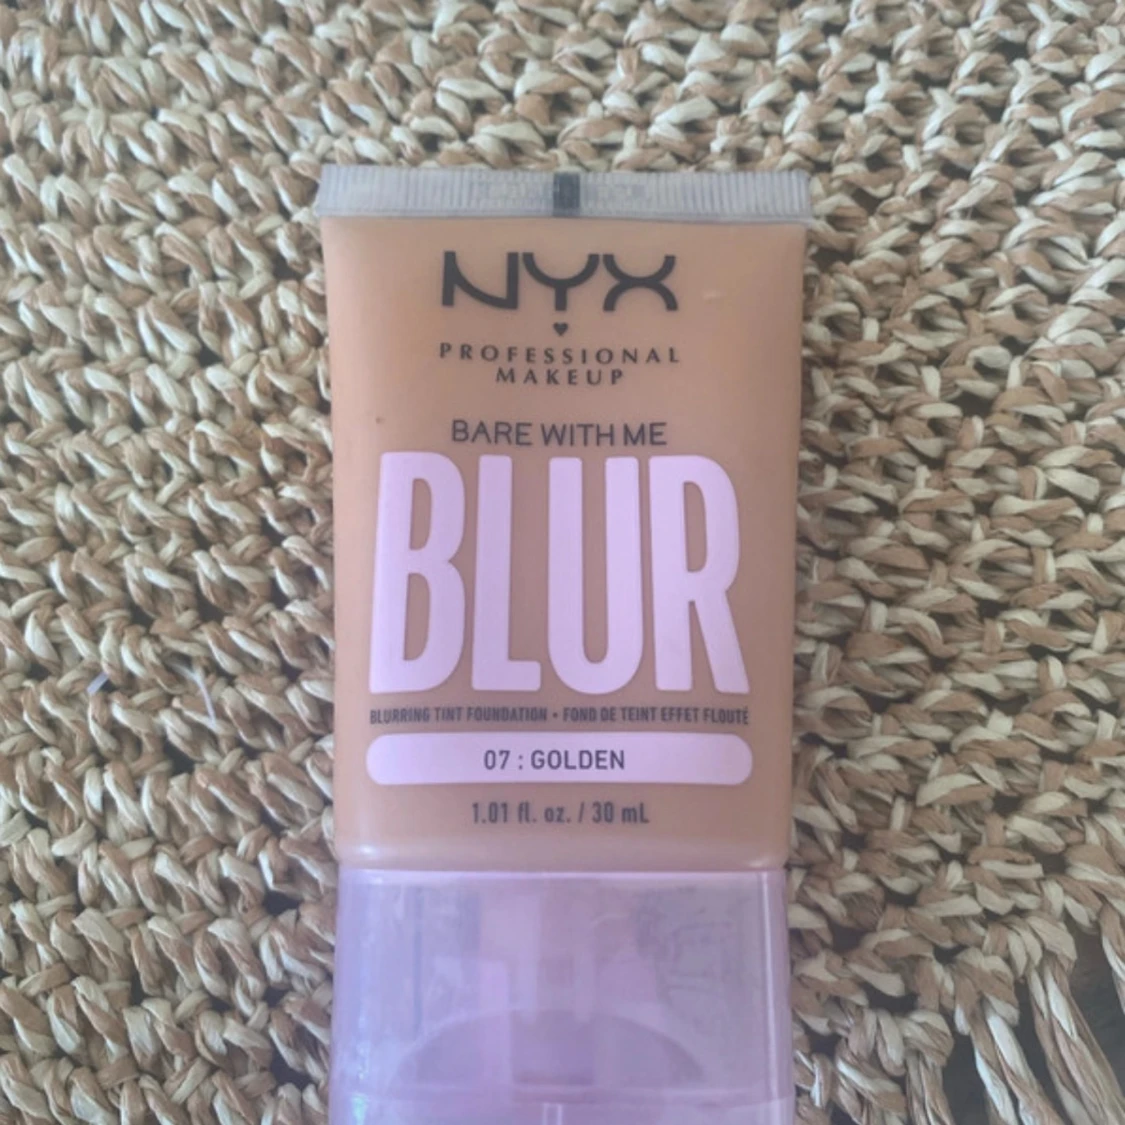 NYX
PROFESSIONAL
MAKEUP
BARE WITH ME
BLUR
BLURRING TINT FOUNDATION • FOND DE TEINT EFFET FLOUTÉ
07 : GOLDEN
1.01 fl. oz. / 30 mL